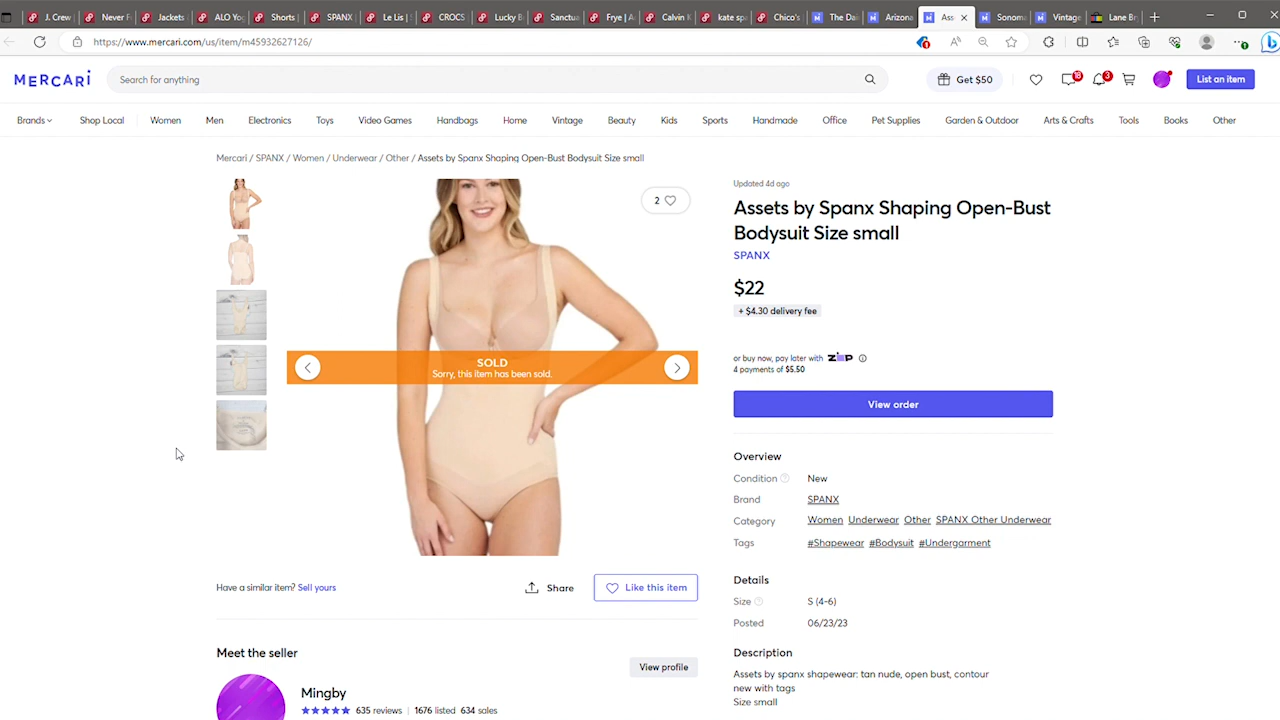 J. Crew
Never F
Jackets
ALO Yog
Shorts |
SPANX
Le Lis |
CROCS
Lucky B
Sanctua
Frye | A
Calvin K
kate spa
Chico's
The Dai
Arizona
Ass
Sonoma
Vintage
Lane Br
https://www.mercari.com/us/item/m45932627126/
MERCARI
Search for anything
Get $50
18
3
List an item
Brands
Shop Local
Women
Men
Electronics
Toys
Video Games
Handbags
Home
Vintage
Beauty
Kids
Sports
Handmade
Office
Pet Supplies
Garden & Outdoor
Arts & Crafts
Tools
Books
Other
Mercari / SPANX / Women / Underwear / Other / Assets by Spanx Shaping Open-Bust Bodysuit Size small
2
SOLD
Sorry, this item has been sold.
Have a similar item? Sell yours
Share
Like this item
Meet the seller
View profile
Mingby
635 reviews | 1676 listed 634 sales
Updated 4d ago
Assets by Spanx Shaping Open-Bust
Bodysuit Size small
SPANX
$22
+ $4.30 delivery fee
or buy now, pay later with ZIP
4 payments of $5.50
View order
Overview
Condition New
Brand SPANX
Category Women Underwear Other SPANX Other Underwear
Tags #Shapewear #Bodysuit #Undergarment
Details
Size S (4-6)
Posted 06/23/23
Description
Assets by spanx shapewear: tan nude, open bust, contour
new with tags
Size small